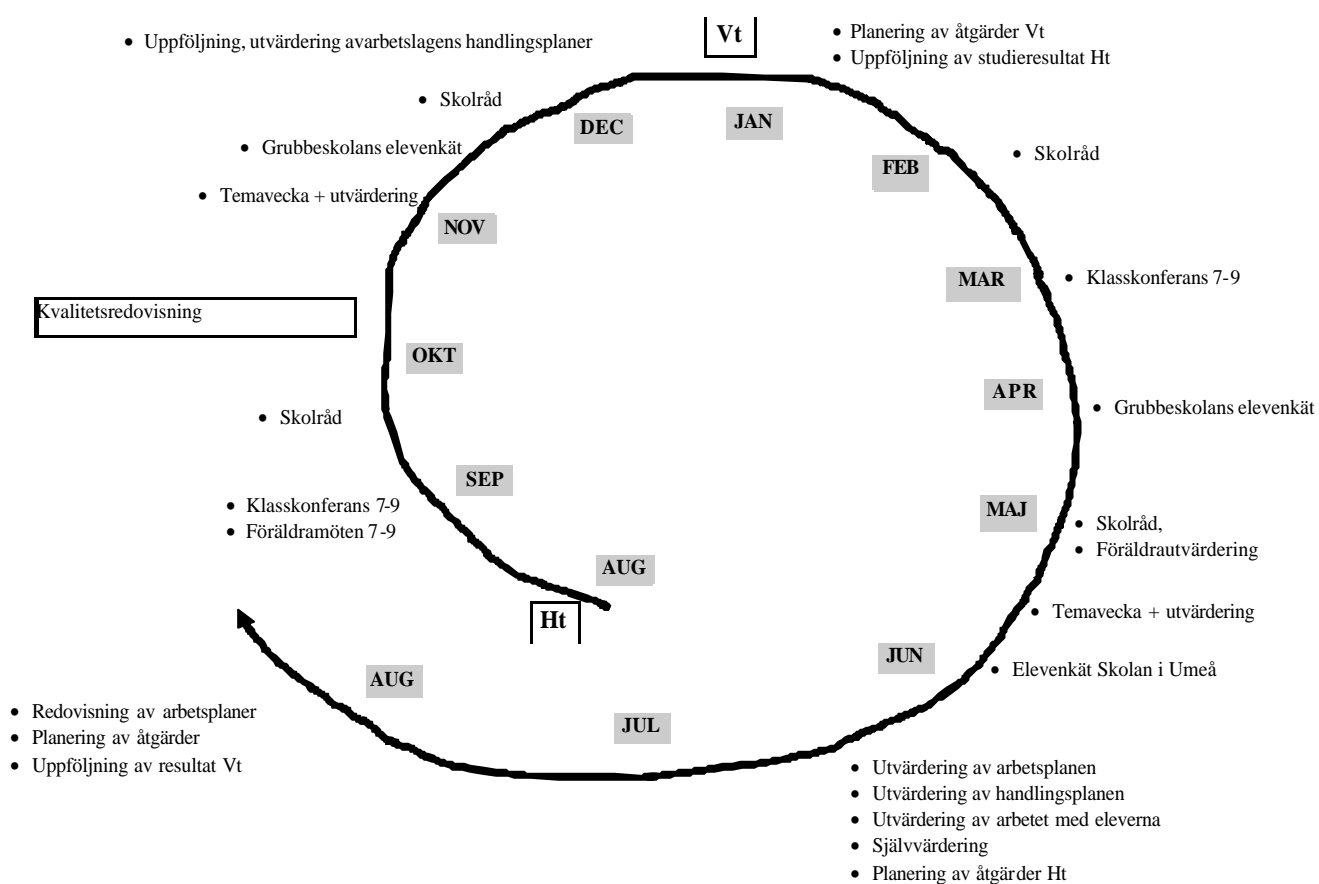 Vt
• Uppföljning, utvärdering avarbetslagens handlingsplaner
• Planering av åtgärder Vt
• Uppföljning av studieresultat Ht
• Skolråd
DEC
JAN
• Grubbeskolans elevenkät
FEB
• Skolråd
• Temavecka + utvärdering
NOV
MAR
• Klasskonferans 7-9
Kvalitetsredovisning
OKT
APR
• Grubbeskolans elevenkät
• Skolråd
SEP
MAJ
• Klasskonferans 7-9
• Föräldramöten 7-9
• Skolråd,
• Föräldrautvärdering
AUG
Ht
• Temavecka + utvärdering
JUN
• Elevenkät Skolan i Umeå
AUG
JUL
• Redovisning av arbetsplaner
• Planering av åtgärder
• Uppföljning av resultat Vt
• Utvärdering av arbetsplanen
• Utvärdering av handlingsplanen
• Utvärdering av arbetet med eleverna
• Självvärdering
• Planering av åtgärder Ht